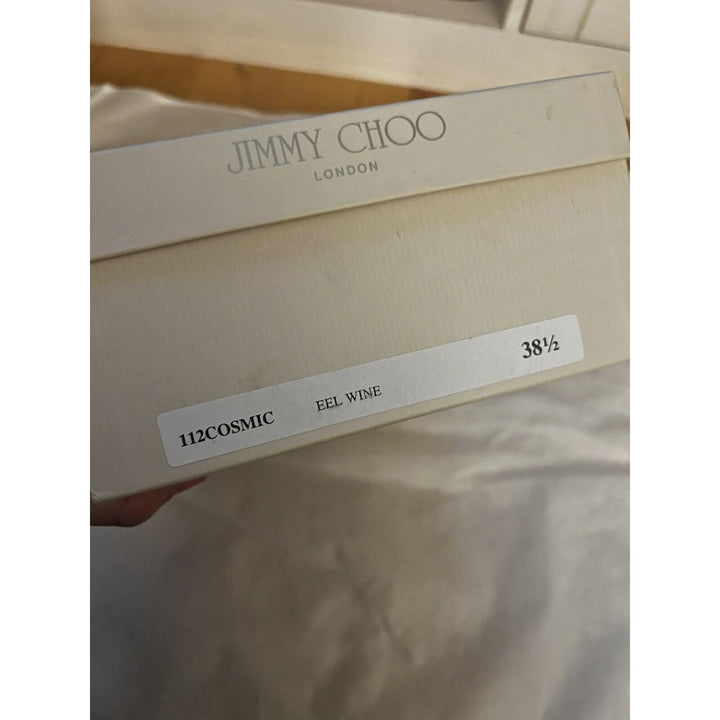 JIMMY CHOO
LONDON
112COSMIC EEL WINE 38½